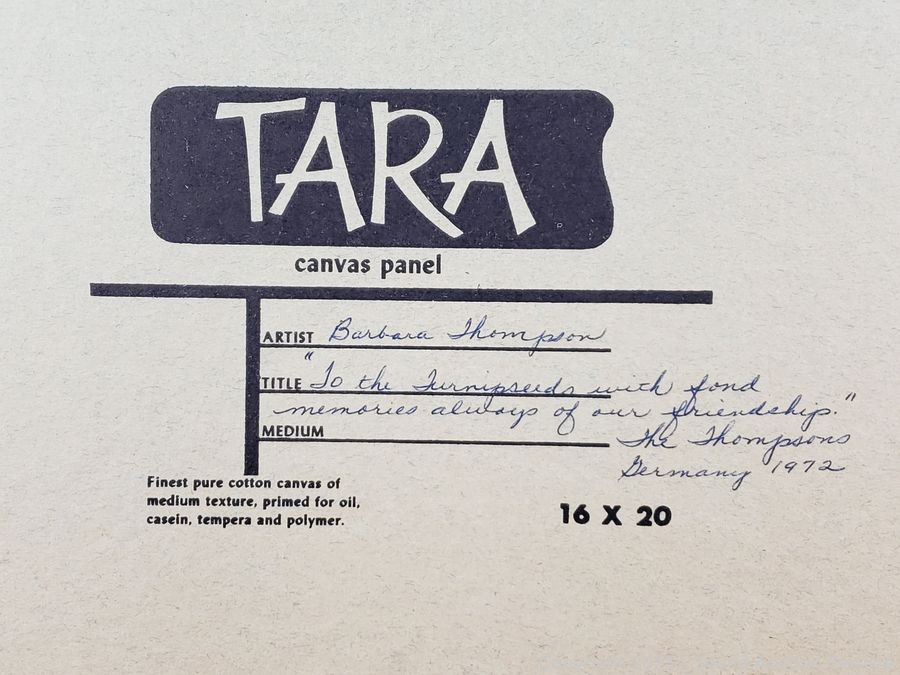 TARA
canvas panel
ARTIST Barbara Thompson
TITLE "To the Turnipseeds with fond
memories always of our friendship."
MEDIUM
The Thompsons
Germany 1972
Finest pure cotton canvas of
medium texture, primed for oil,
casein, tempera and polymer.
16 X 20